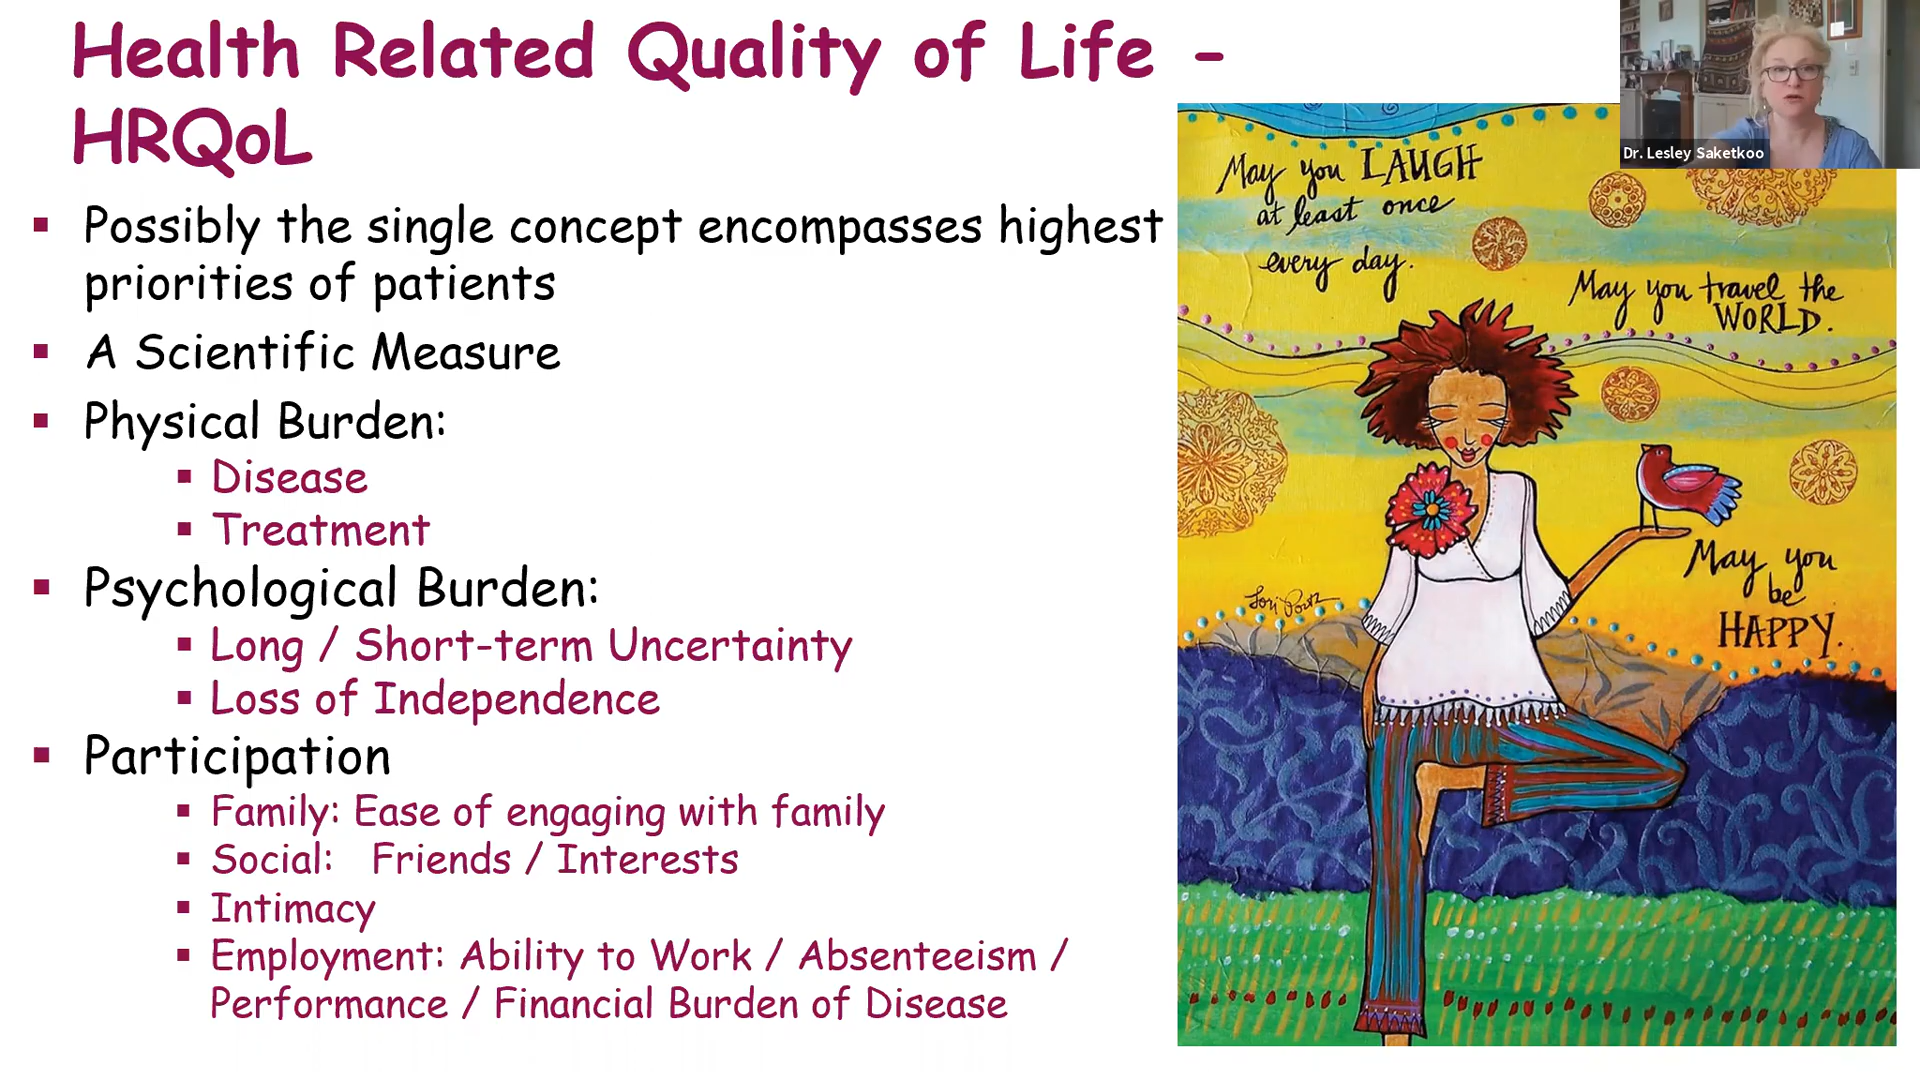 Health Related Quality of Life -
HRQoL
▪ Possibly the single concept encompasses highest
priorities of patients
▪ A Scientific Measure
▪ Physical Burden:
▪ Disease
▪ Treatment
▪ Psychological Burden:
▪ Long / Short-term Uncertainty
▪ Loss of Independence
▪ Participation
▪ Family: Ease of engaging with family
▪ Social: Friends / Interests
▪ Intimacy
▪ Employment: Ability to Work / Absenteeism /
Performance / Financial Burden of Disease
Dr. Lesley Saketkoo
May you LAUGH
at least once
every day.
May you travel the
WORLD.
May you
be
HAPPY.
Lori Portz